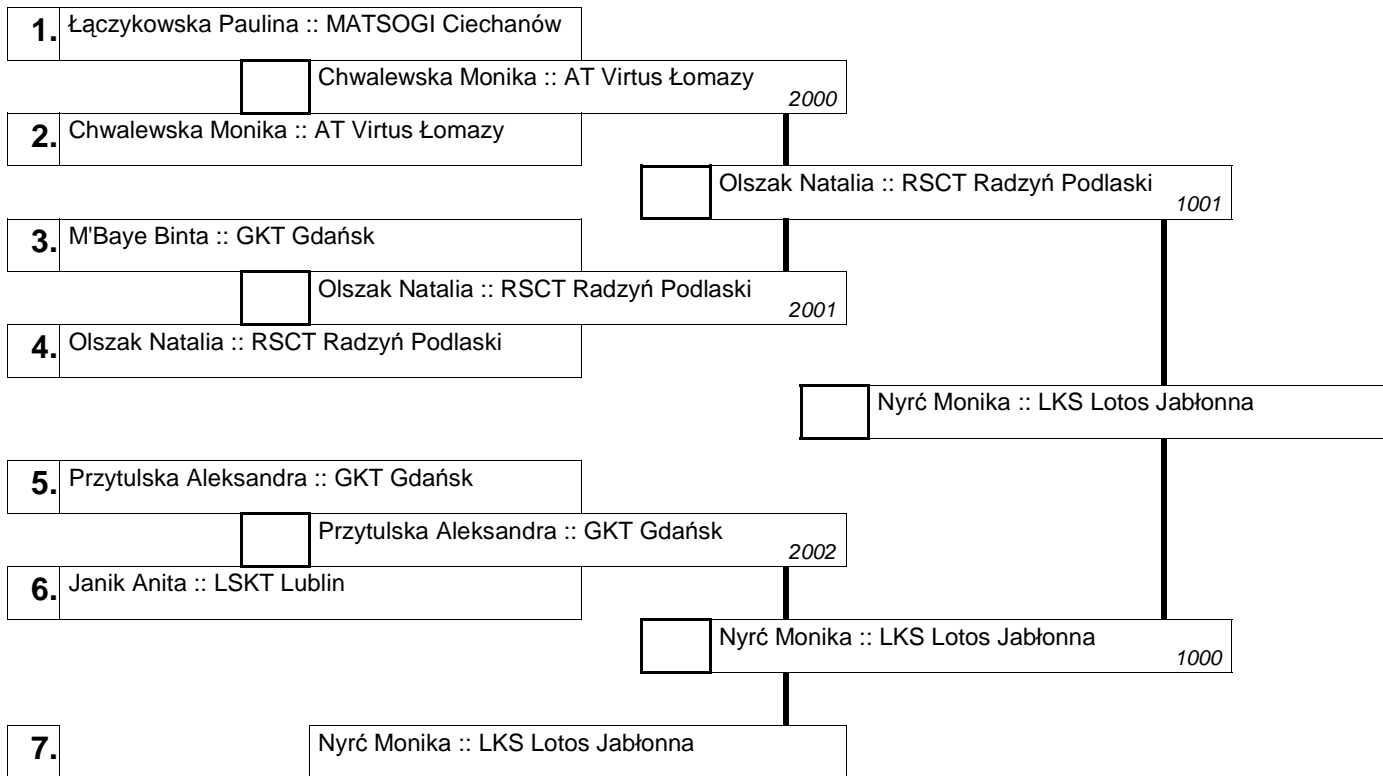 1. Łączykowska Paulina :: MATSOGI Ciechanów
Chwalewska Monika :: AT Virtus Łomazy
2000
2. Chwalewska Monika :: AT Virtus Łomazy
Olszak Natalia :: RSCT Radzyń Podlaski
1001
3. M'Baye Binta :: GKT Gdańsk
Olszak Natalia :: RSCT Radzyń Podlaski
2001
4. Olszak Natalia :: RSCT Radzyń Podlaski
Nyrć Monika :: LKS Lotos Jabłonna
5. Przytulska Aleksandra :: GKT Gdańsk
Przytulska Aleksandra :: GKT Gdańsk
2002
6. Janik Anita :: LSKT Lublin
Nyrć Monika :: LKS Lotos Jabłonna
1000
7. Nyrć Monika :: LKS Lotos Jabłonna